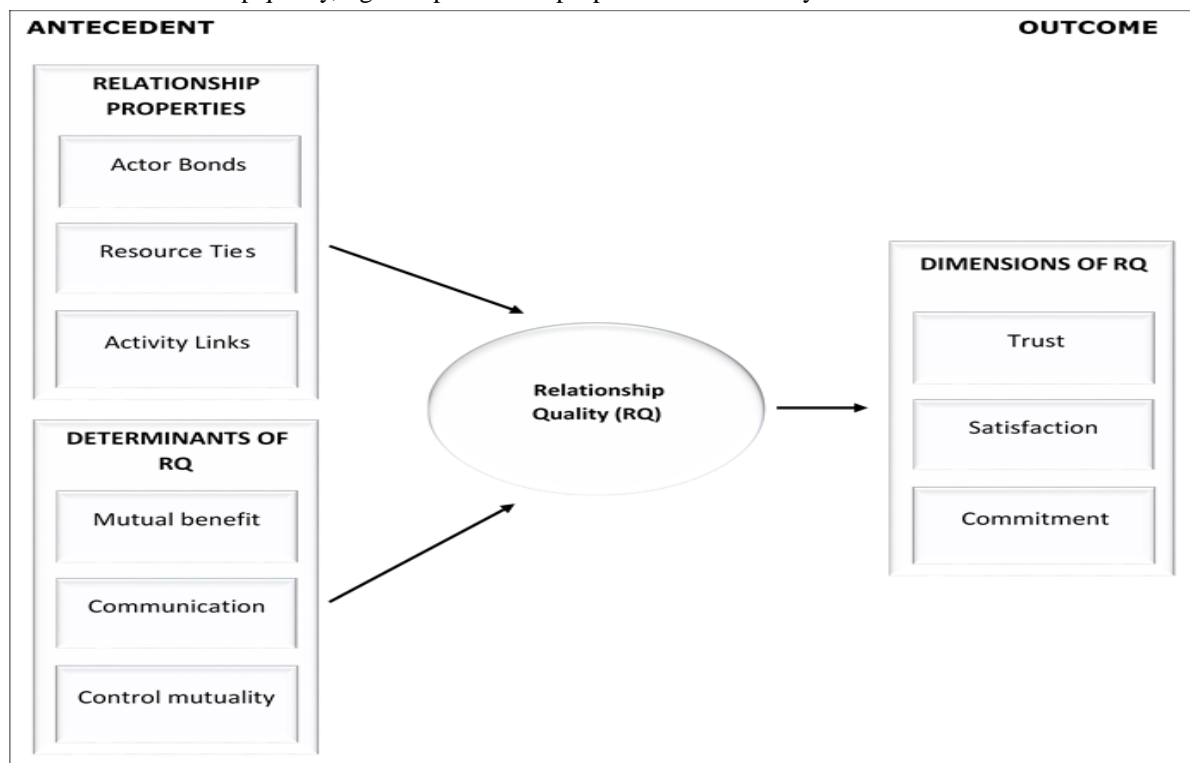 ANTECEDENT
OUTCOME
RELATIONSHIP
PROPERTIES
Actor Bonds
Resource Ties
Activity Links
DETERMINANTS OF
RQ
Mutual benefit
Communication
Control mutuality
Relationship
Quality (RQ)
DIMENSIONS OF RQ
Trust
Satisfaction
Commitment